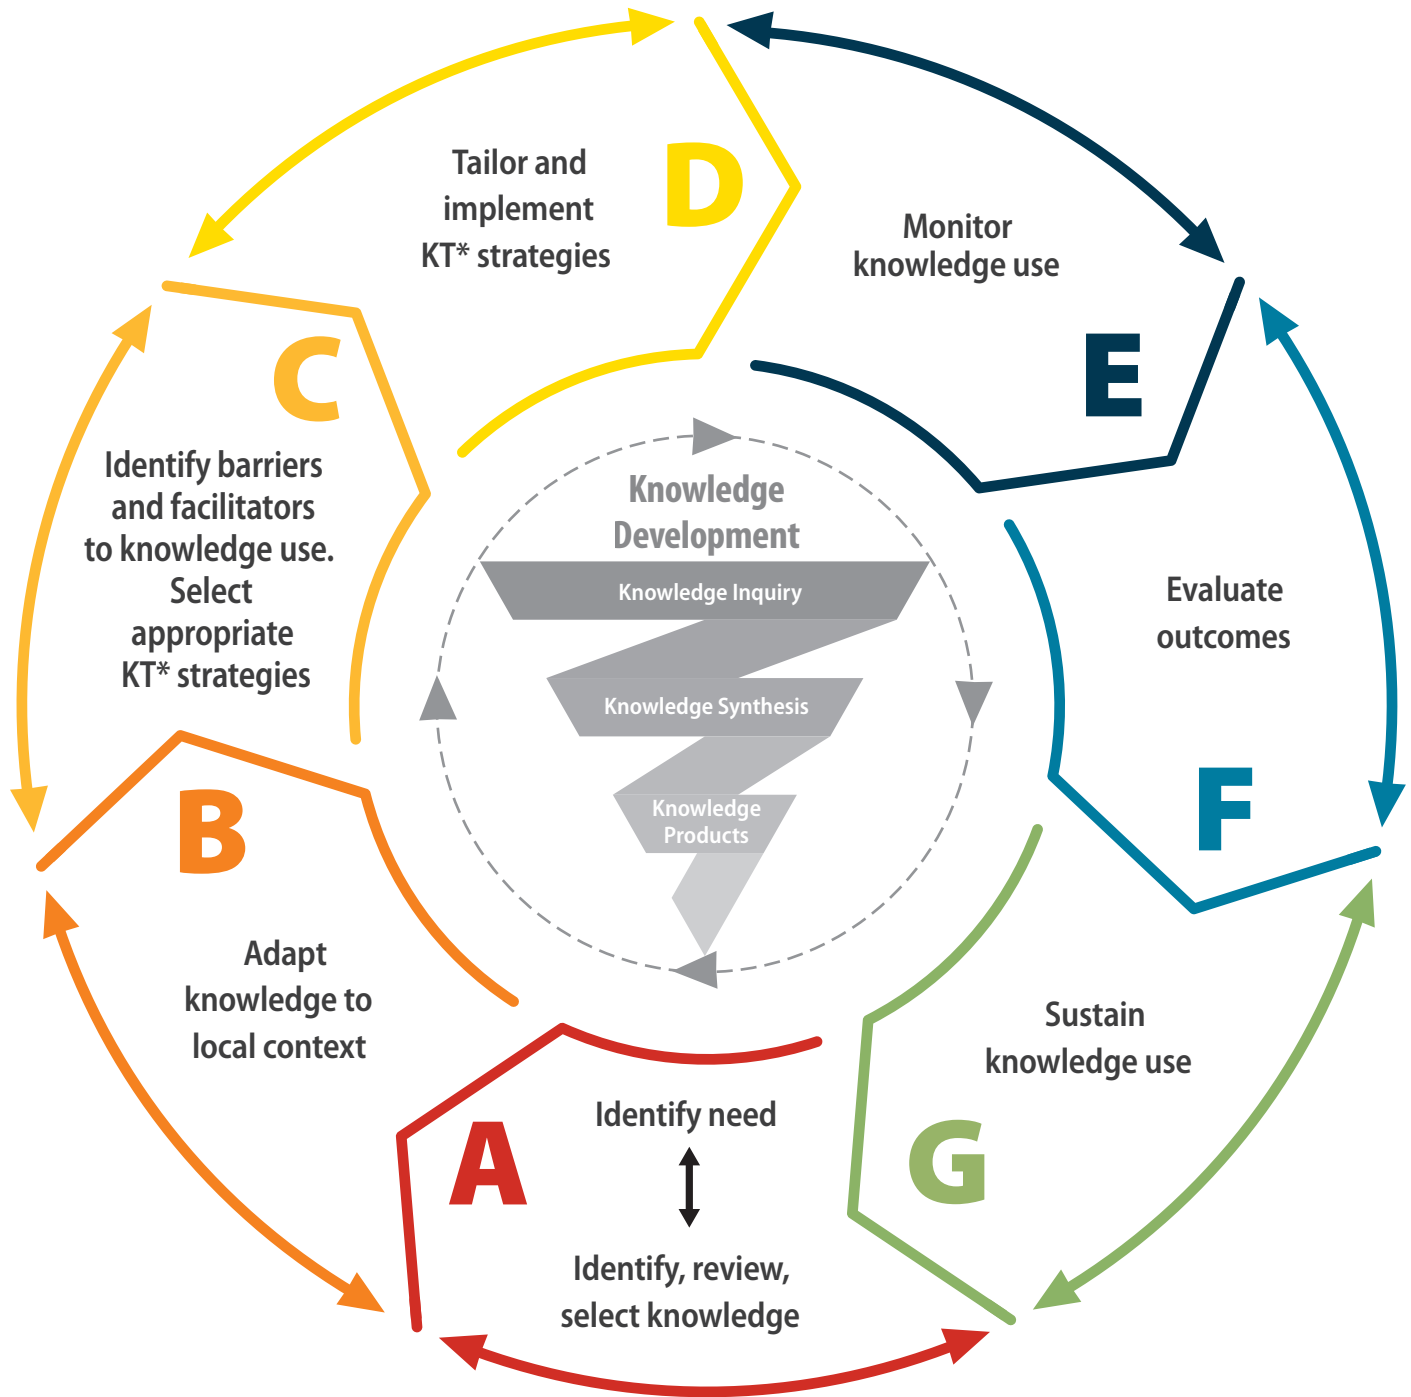 D
Tailor and
implement
KT* strategies
Monitor
knowledge use
E
C
Identify barriers
and facilitators
to knowledge use.
Select
appropriate
KT* strategies
Knowledge
Development
Knowledge Inquiry
Knowledge Synthesis
Knowledge
Products
Evaluate
outcomes
F
B
Adapt
knowledge to
local context
Sustain
knowledge use
G
A
Identify need
Identify, review,
select knowledge